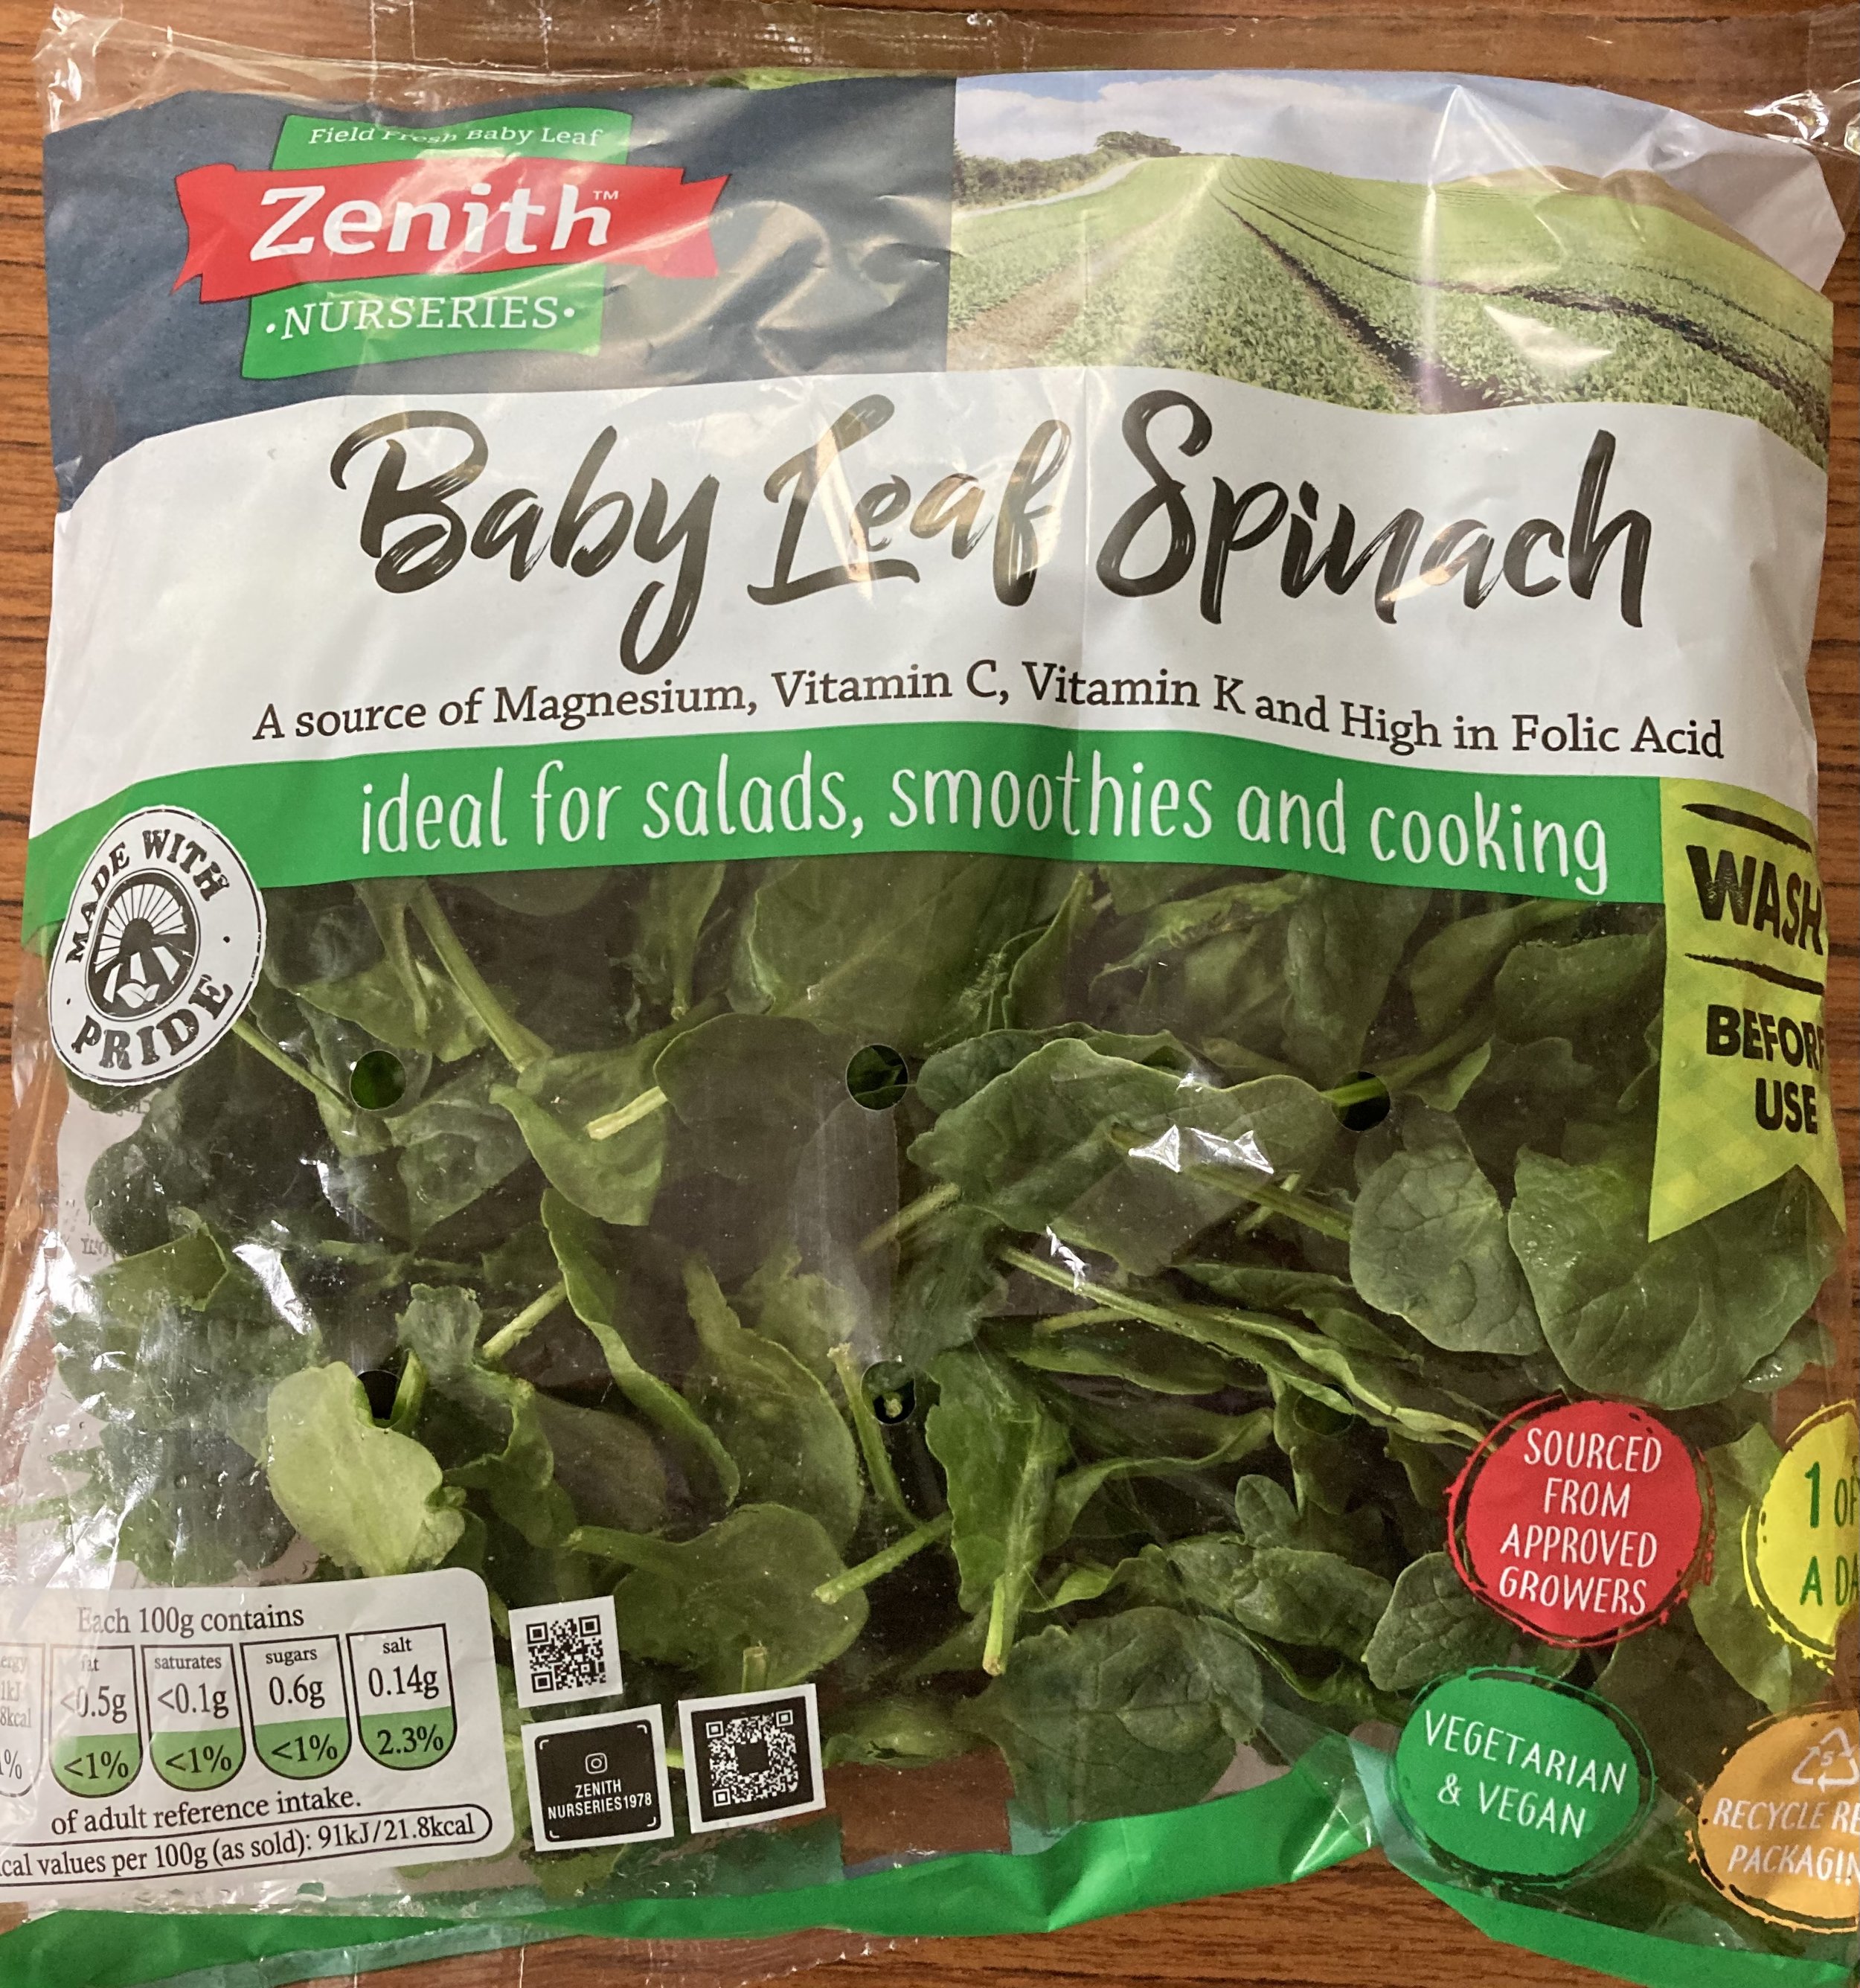 Field Fresh Baby Leaf
Zenith™
·NURSERIES·
Baby Leaf Spinach
A source of Magnesium, Vitamin C, Vitamin K and High in Folic Acid
ideal for salads, smoothies and cooking
MADE WITH
PRIDE
WASH
BEFORE
USE
SOURCED
FROM
APPROVED
GROWERS
1 OF
A DA
VEGETARIAN
& VEGAN
5
RECYCLE RE
PACKAGIN
Each 100g contains
fat
<0.5g
<1%
saturates
<0.1g
<1%
sugars
0.6g
<1%
salt
0.14g
2.3%
of adult reference intake.
cal values per 100g (as sold): 91kJ/21.8kcal
ZENITH
NURSERIES1978